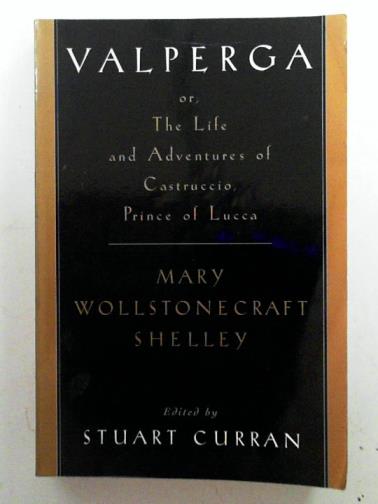 VALPERGA
or,
The Life
and Adventures of
Castruccio,
Prince of Lucca
MARY
WOLLSTONECRAFT
SHELLEY
Edited by
STUART CURRAN